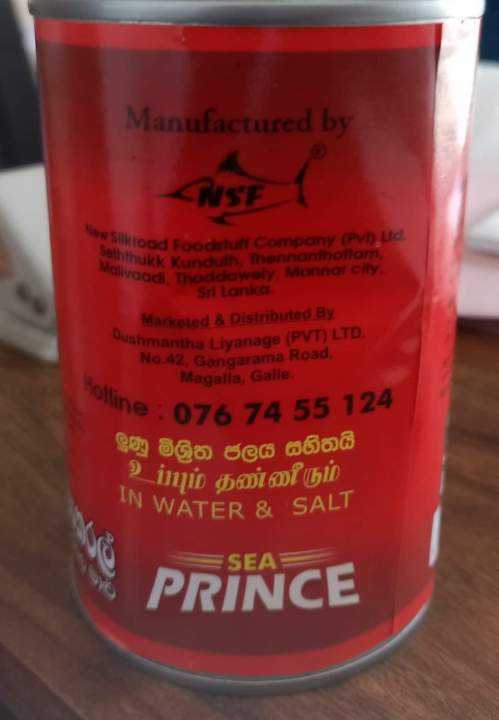 Manufactured by
NSF ®
New Silkroad Foodstuff Company (Pvt) Ltd.
Seththukk Kunduth, Thennanthottam,
Malivaadi, Thoddawely, Mannar city,
Sri Lanka.
Marketed & Distributed By
Dushmantha Liyanage (PVT) LTD.
No.42, Gangarama Road,
Magalla, Galle.
Hotline : 076 74 55 124
ලුණු මිශ්‍රිත ජලය සහිතයි
உப்பும் தண்ணீரும்
IN WATER & SALT
SEA
PRINCE